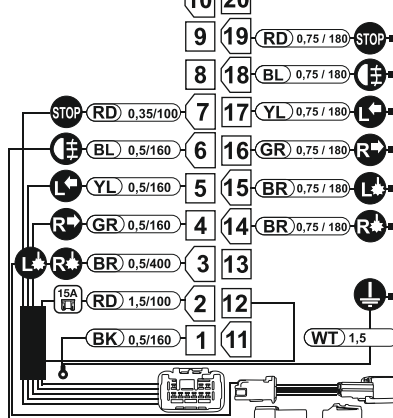 10 20
9 19 RD 0,75 / 180 STOP
8 18 BL 0,75 / 180
STOP RD 0,35/100 7 17 YL 0,75 / 180 L
BL 0,5/160 6 16 GR 0,75 / 180 R
L YL 0,5/160 5 15 BR 0,75 / 180 L
R GR 0,5/160 4 14 BR 0,75 / 180 R
L R BR 0,5/400 3 13
15A RD 1,5/100 2 12
BK 0,5/160 1 11 WT 1,5